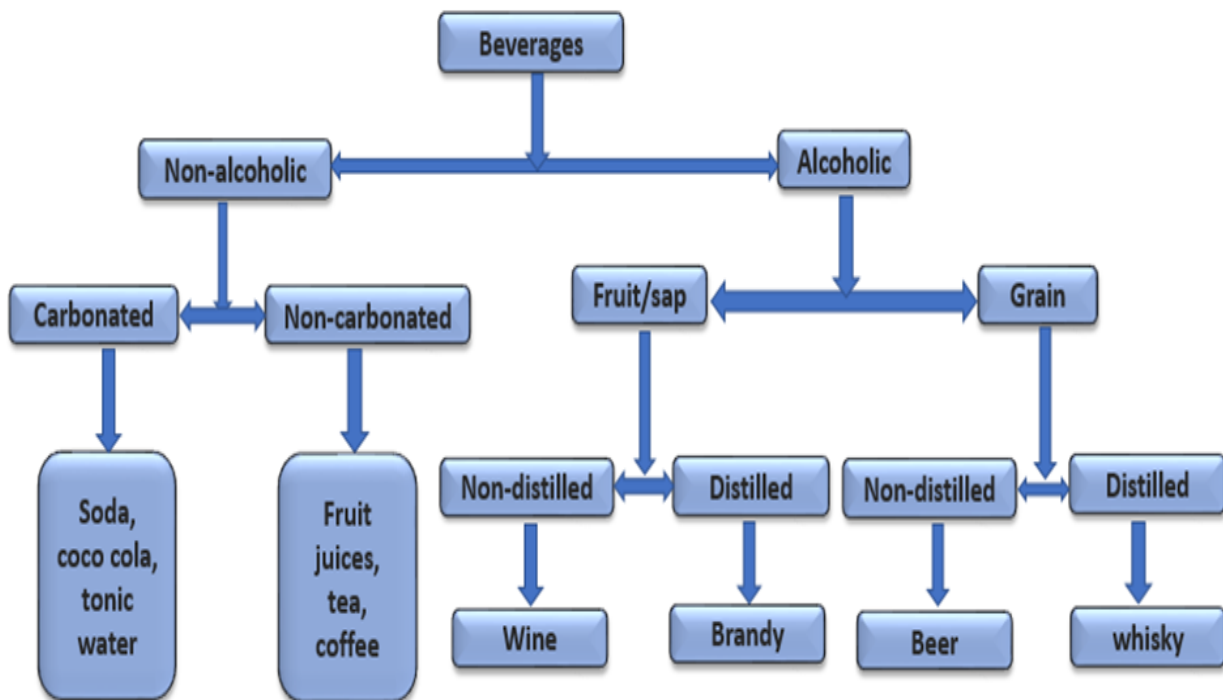 Beverages
Non-alcoholic
Alcoholic
Carbonated
Non-carbonated
Fruit/sap
Grain
Soda,
coco cola,
tonic
water
Fruit
juices,
tea,
coffee
Non-distilled
Distilled
Non-distilled
Distilled
Wine
Brandy
Beer
whisky